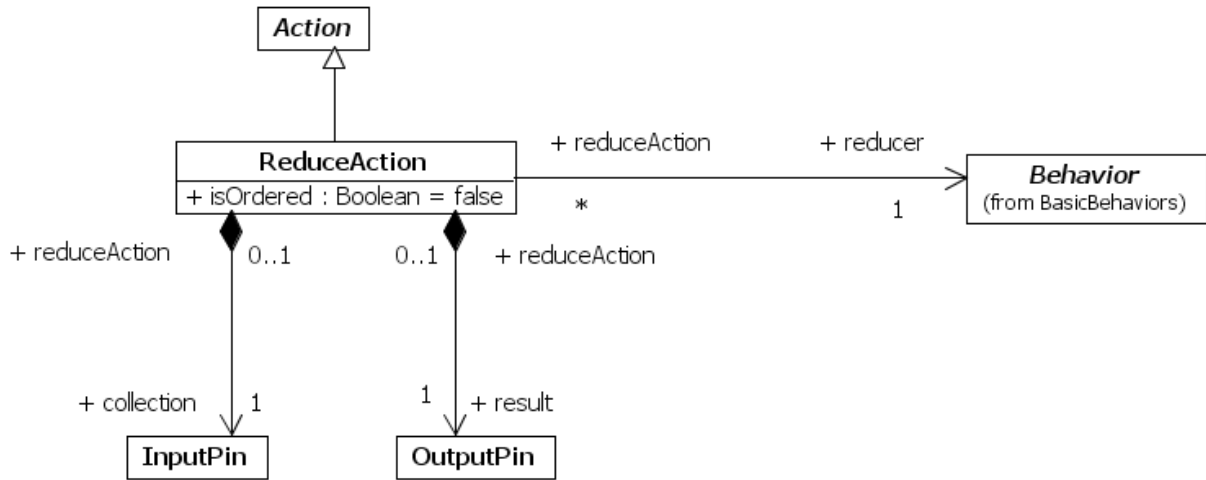 Action
ReduceAction
+ isOrdered : Boolean = false
+ reduceAction
+ reducer
*
1
Behavior
(from BasicBehaviors)
+ reduceAction
0..1
0..1
+ reduceAction
+ collection
1
1
+ result
InputPin
OutputPin